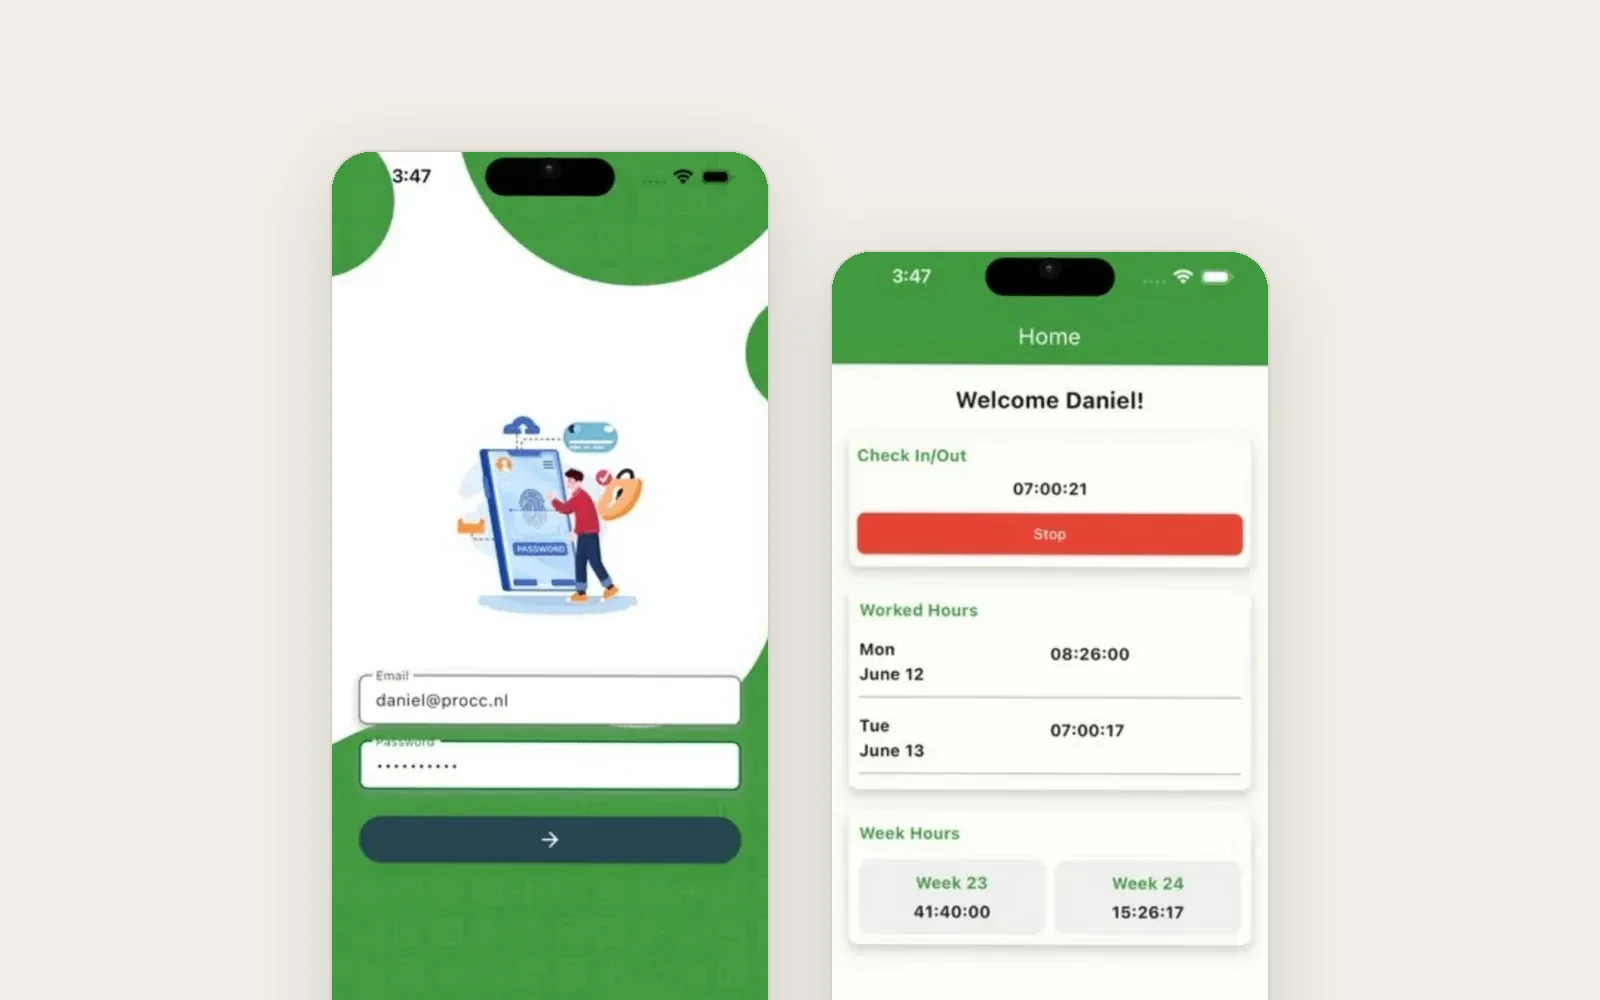 3:47
PASSWORD
Email
daniel@procc.nl
Password
••••••••••
3:47
Home
Welcome Daniel!
Check In/Out
07:00:21
Stop
Worked Hours
Mon
June 12
08:26:00
Tue
June 13
07:00:17
Week Hours
Week 23
41:40:00
Week 24
15:26:17